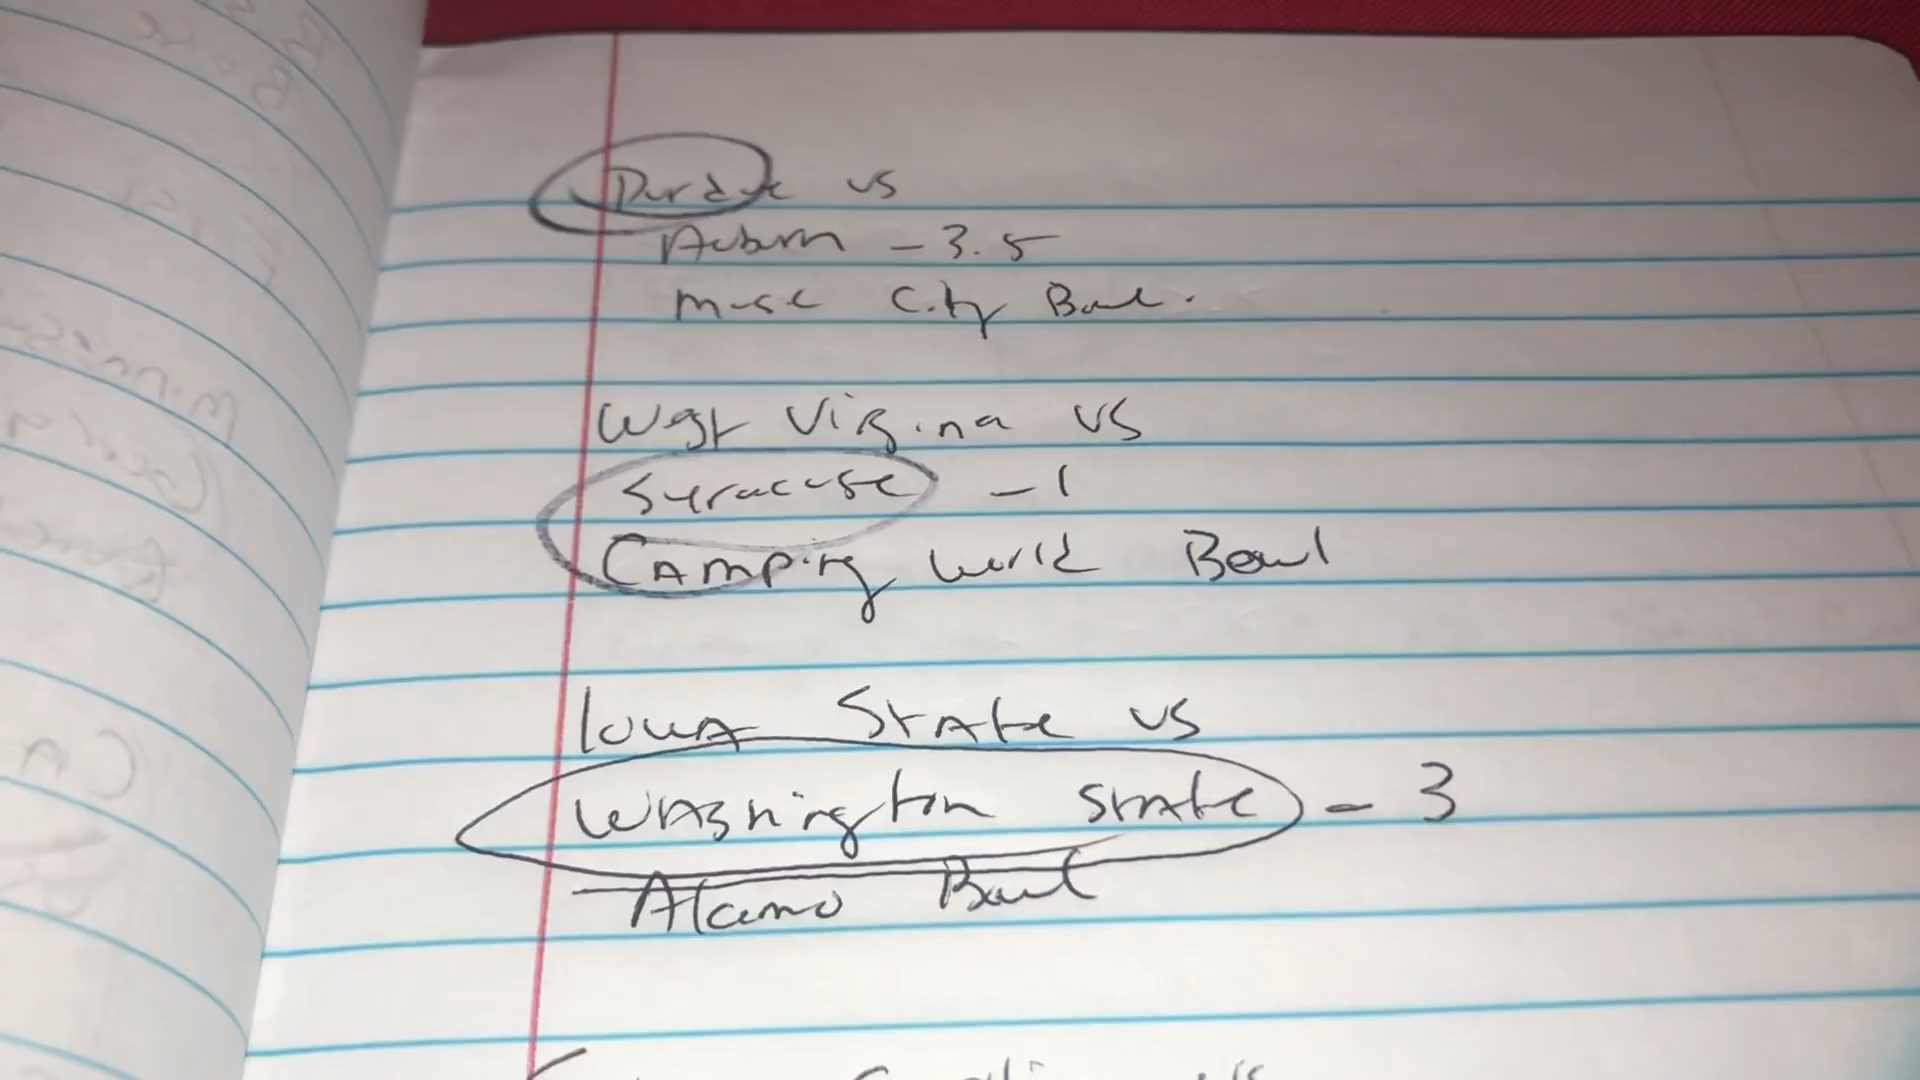 Purdue vs
Auburn - 3.5
Music City Bowl.
West Virgina vs
Syracuse - 1
Camping World Bowl
Iowa State vs
Washington State - 3
Alamo Bowl